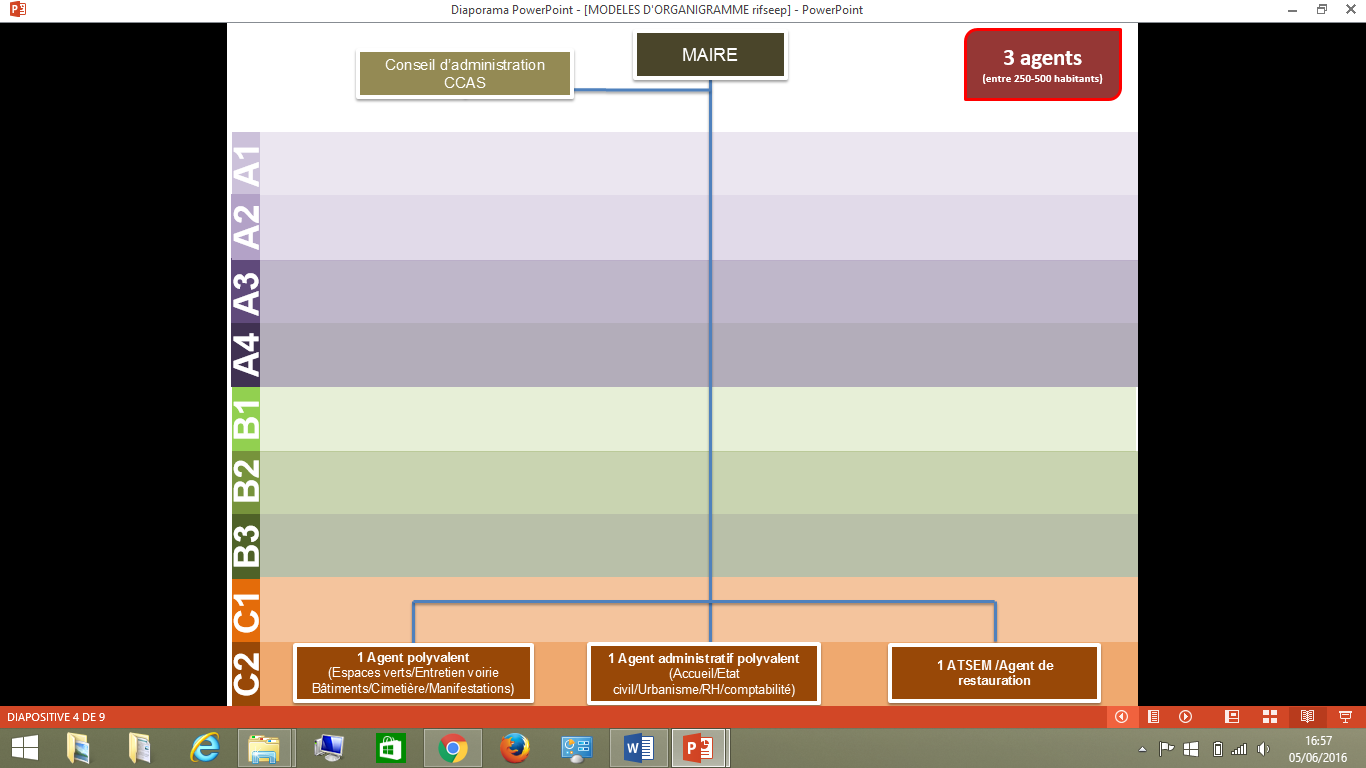 Diaporama PowerPoint - [MODELES D'ORGANIGRAMME rifseep] - PowerPoint
MAIRE
Conseil d'administration
CCAS
3 agents
(entre 250-500 habitants)
A1
A2
A3
A4
B1
B2
B3
C1
C2
1 Agent polyvalent
(Espaces verts/Entretien voirie
Bâtiments/Cimetière/Manifestations)
1 Agent administratif polyvalent
(Accueil/Etat
civil/Urbanisme/RH/comptabilité)
1 ATSEM /Agent de
restauration
DIAPOSITIVE 4 DE 9
16:57
05/06/2016